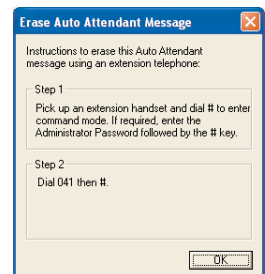 Erase Auto Attendant Message
Instructions to erase this Auto Attendant
message using an extension telephone:
Step 1
Pick up an extension handset and dial # to enter
command mode. If required, enter the
Administrator Password followed by the # key.
Step 2
Dial 041 then #.
OK